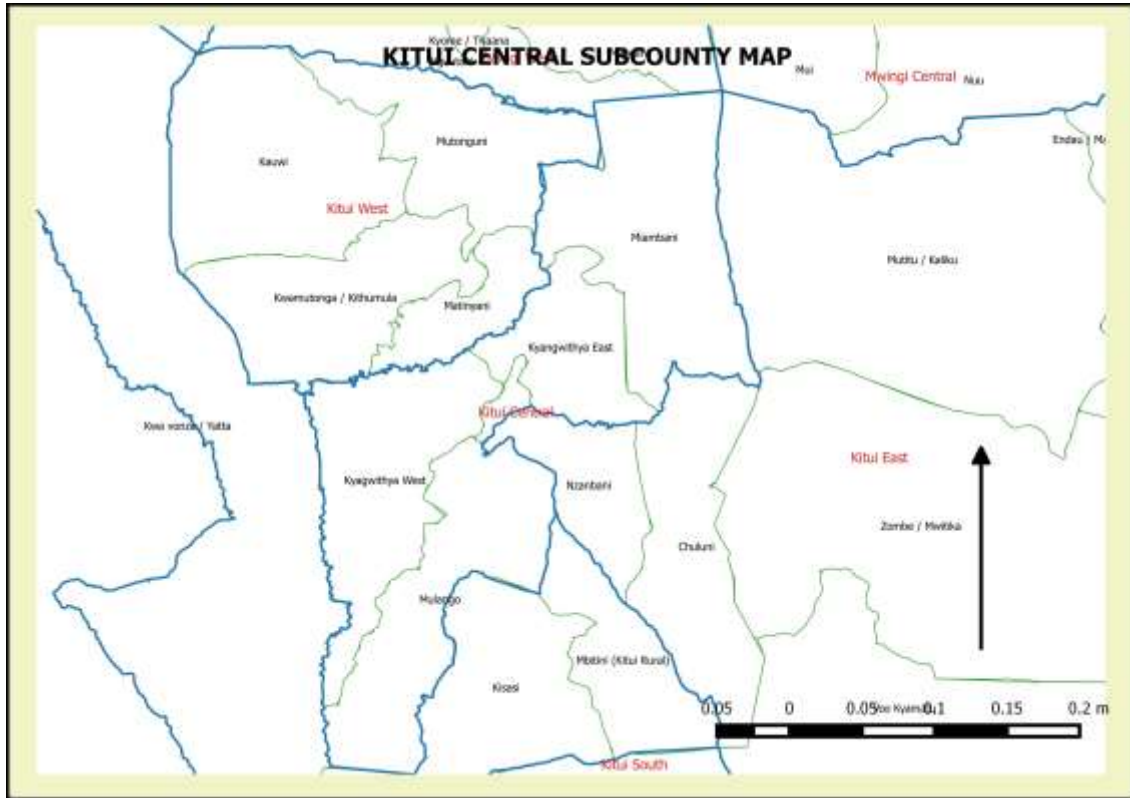 Kyome / Thaana
KITUI CENTRAL SUBCOUNTY MAP
Mui
Mwingi Central
Nuu
Mutonguni
Endau / Ma
Kauwi
Kitui West
Miambani
Mutitu / Kaliku
Kwamutonga / Kithumula
Matinyani
Kyangwithya East
Kitui Central
Kwa vonza / Yatta
Kitui East
Kyagwithya West
Nzanbani
Zombe / Mwitika
Chuluni
Mulango
Mbitini (Kitui Rural)
Kisasi
0.05 0 0.05 0.1 0.15 0.2 m
Kitui South